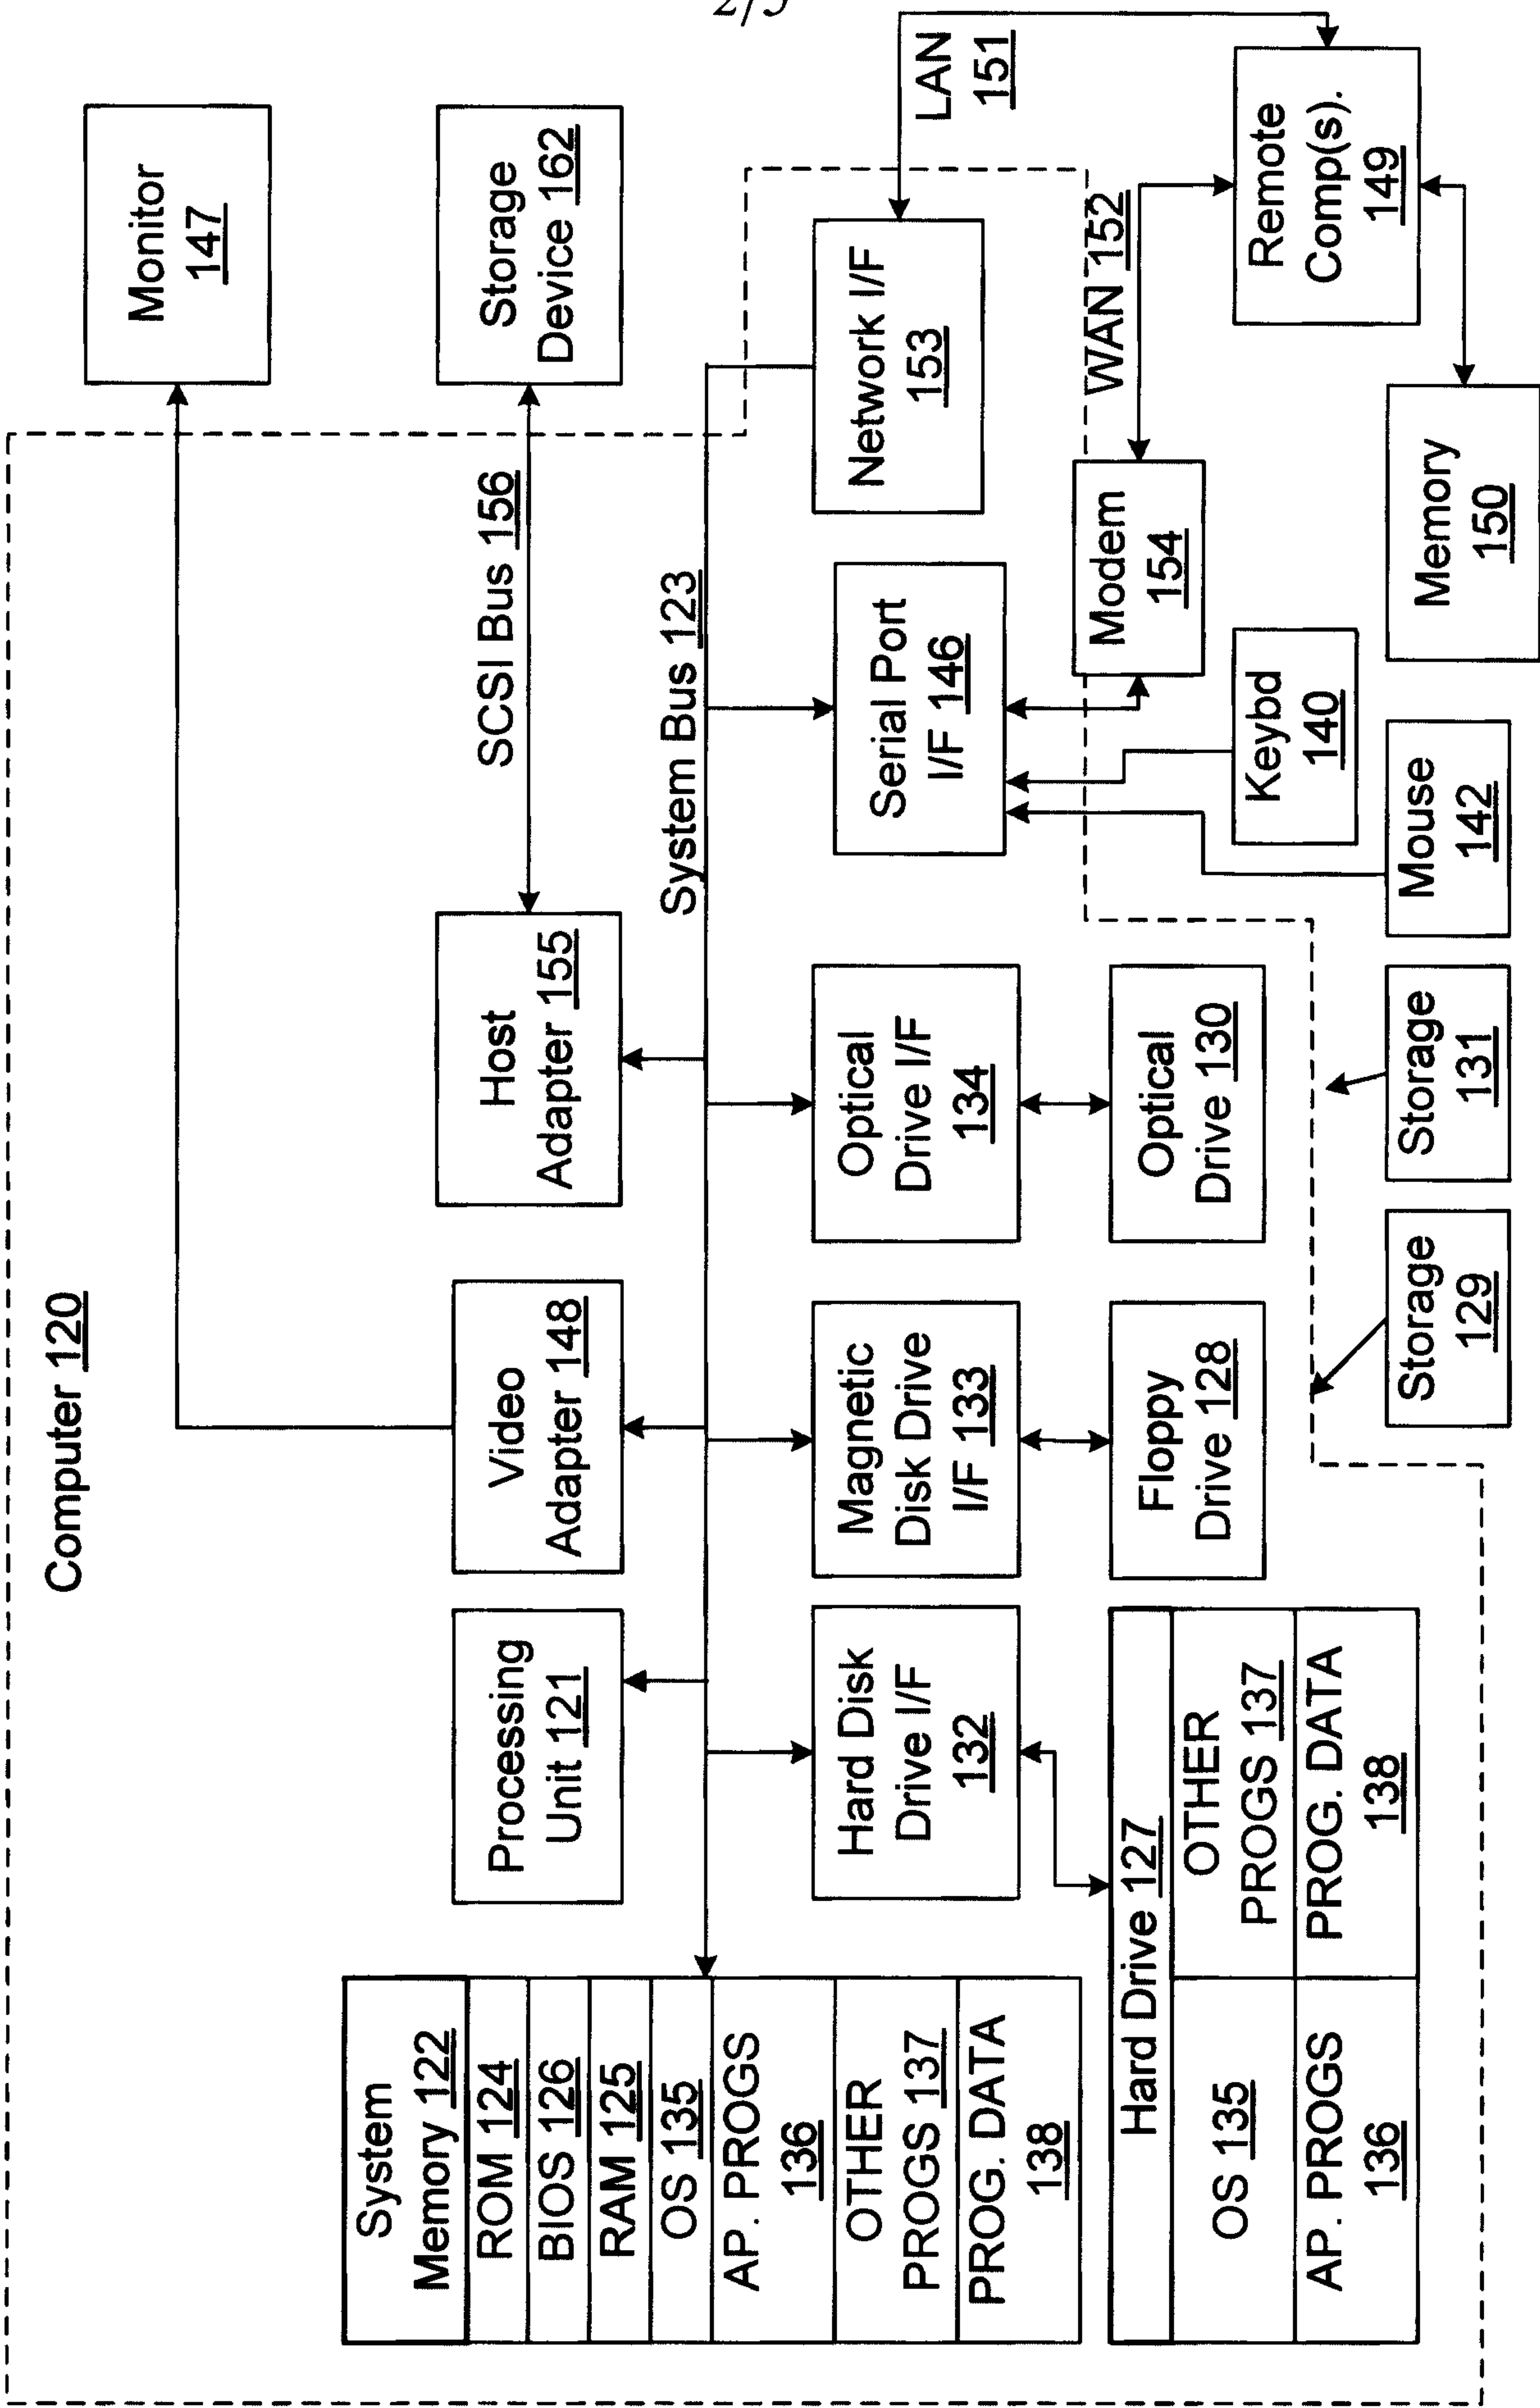 2/5
Computer 120
Monitor
147
Storage
Device 162
SCSI Bus 156
System Bus 123
Host
Adapter 155
Video
Adapter 148
Processing
Unit 121
System
Memory 122
ROM 124
BIOS 126
RAM 125
OS 135
AP. PROGS
136
OTHER
PROGS 137
PROG. DATA
138
Hard Disk
Drive I/F
132
Magnetic
Disk Drive
I/F 133
Optical
Drive I/F
134
Serial Port
I/F 146
Network I/F
153
LAN
151
WAN 152
Modem
154
Remote
Comp(s).
149
Memory
150
Keybd
140
Mouse
142
Storage
131
Storage
129
Optical
Drive 130
Floppy
Drive 128
Hard Drive 127
OS 135
OTHER
PROGS 137
AP. PROGS
136
PROG. DATA
138